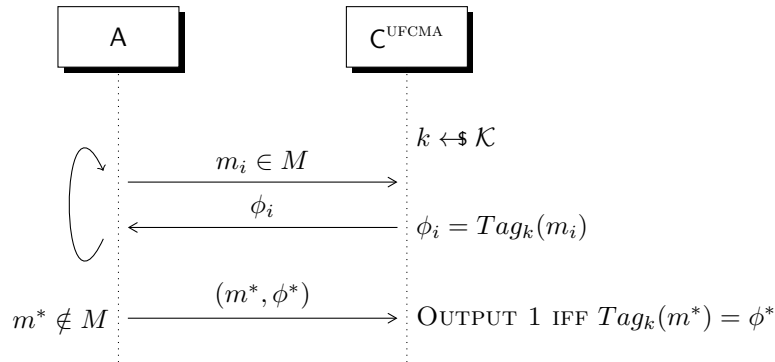 A
C^UFCMA
k ←$ 𝒦
m_i ∈ M
ϕ_i
ϕ_i = Tag_k(m_i)
(m*, ϕ*)
m* ∉ M
OUTPUT 1 IFF Tag_k(m*) = ϕ*